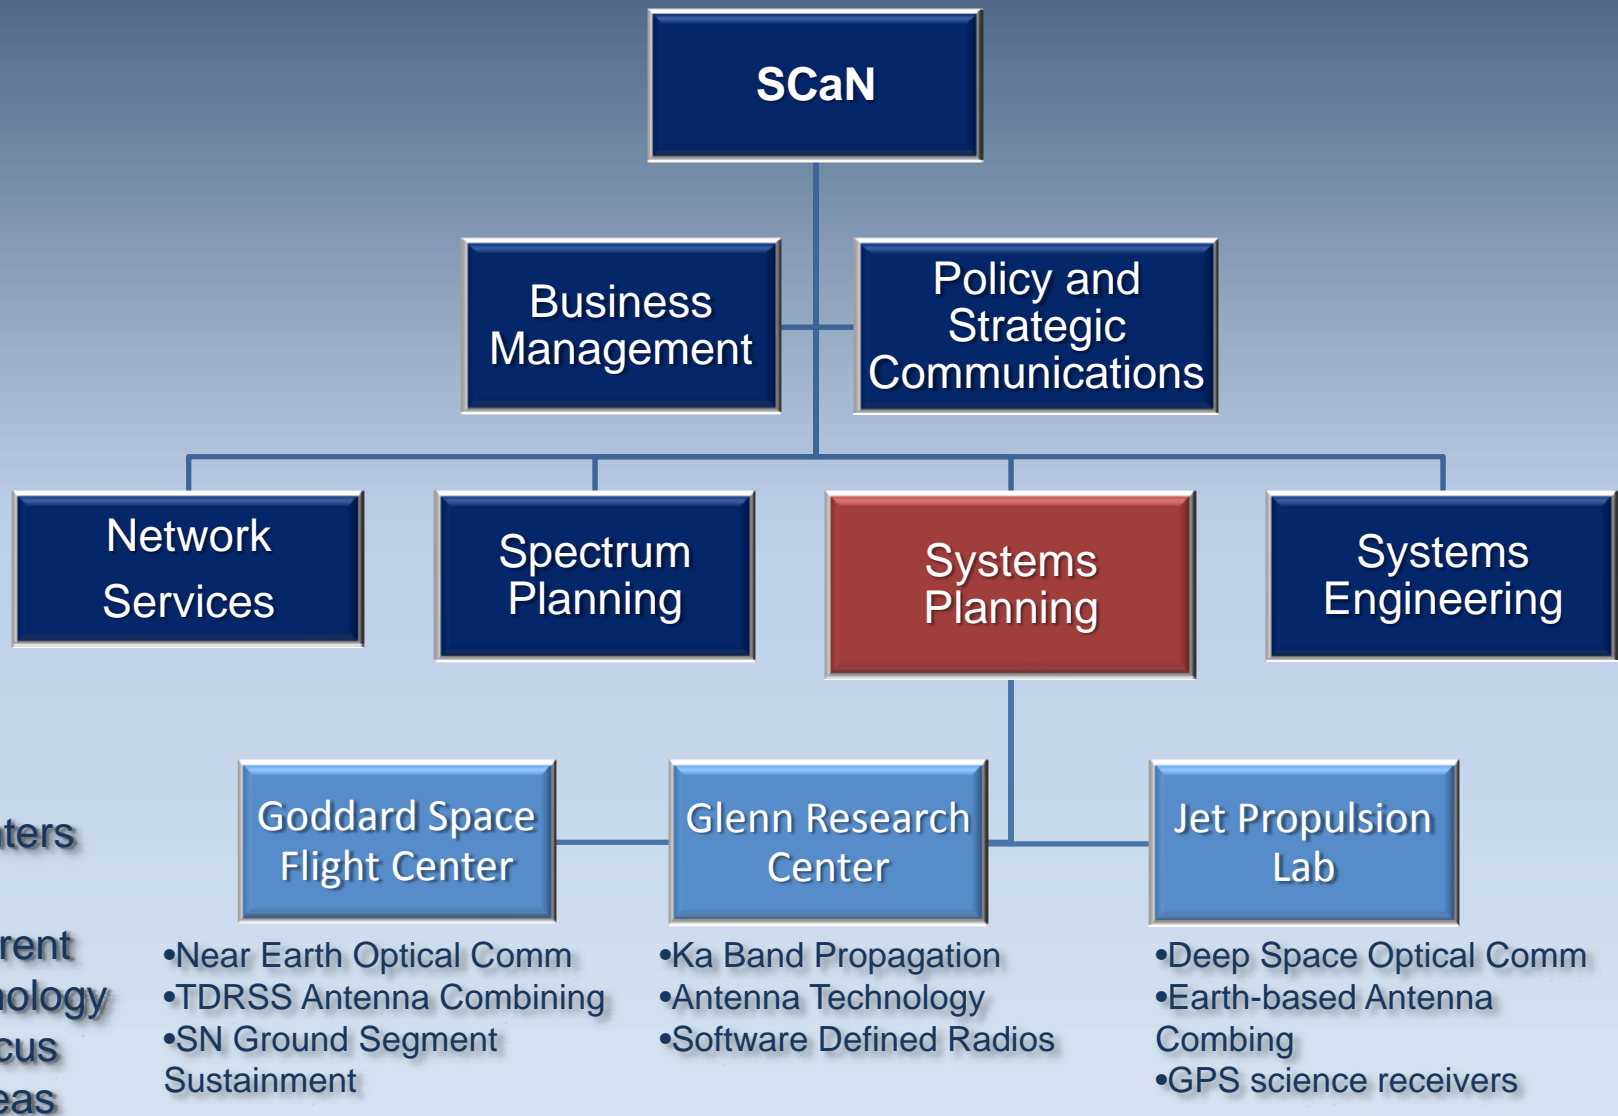 SCaN
Business
Management
Policy and
Strategic
Communications
Network
Services
Spectrum
Planning
Systems
Planning
Systems
Engineering
Goddard Space
Flight Center
Glenn Research
Center
Jet Propulsion
Lab
•Near Earth Optical Comm
•TDRSS Antenna Combining
•SN Ground Segment
Sustainment
•Ka Band Propagation
•Antenna Technology
•Software Defined Radios
•Deep Space Optical Comm
•Earth-based Antenna
Combing
•GPS science receivers